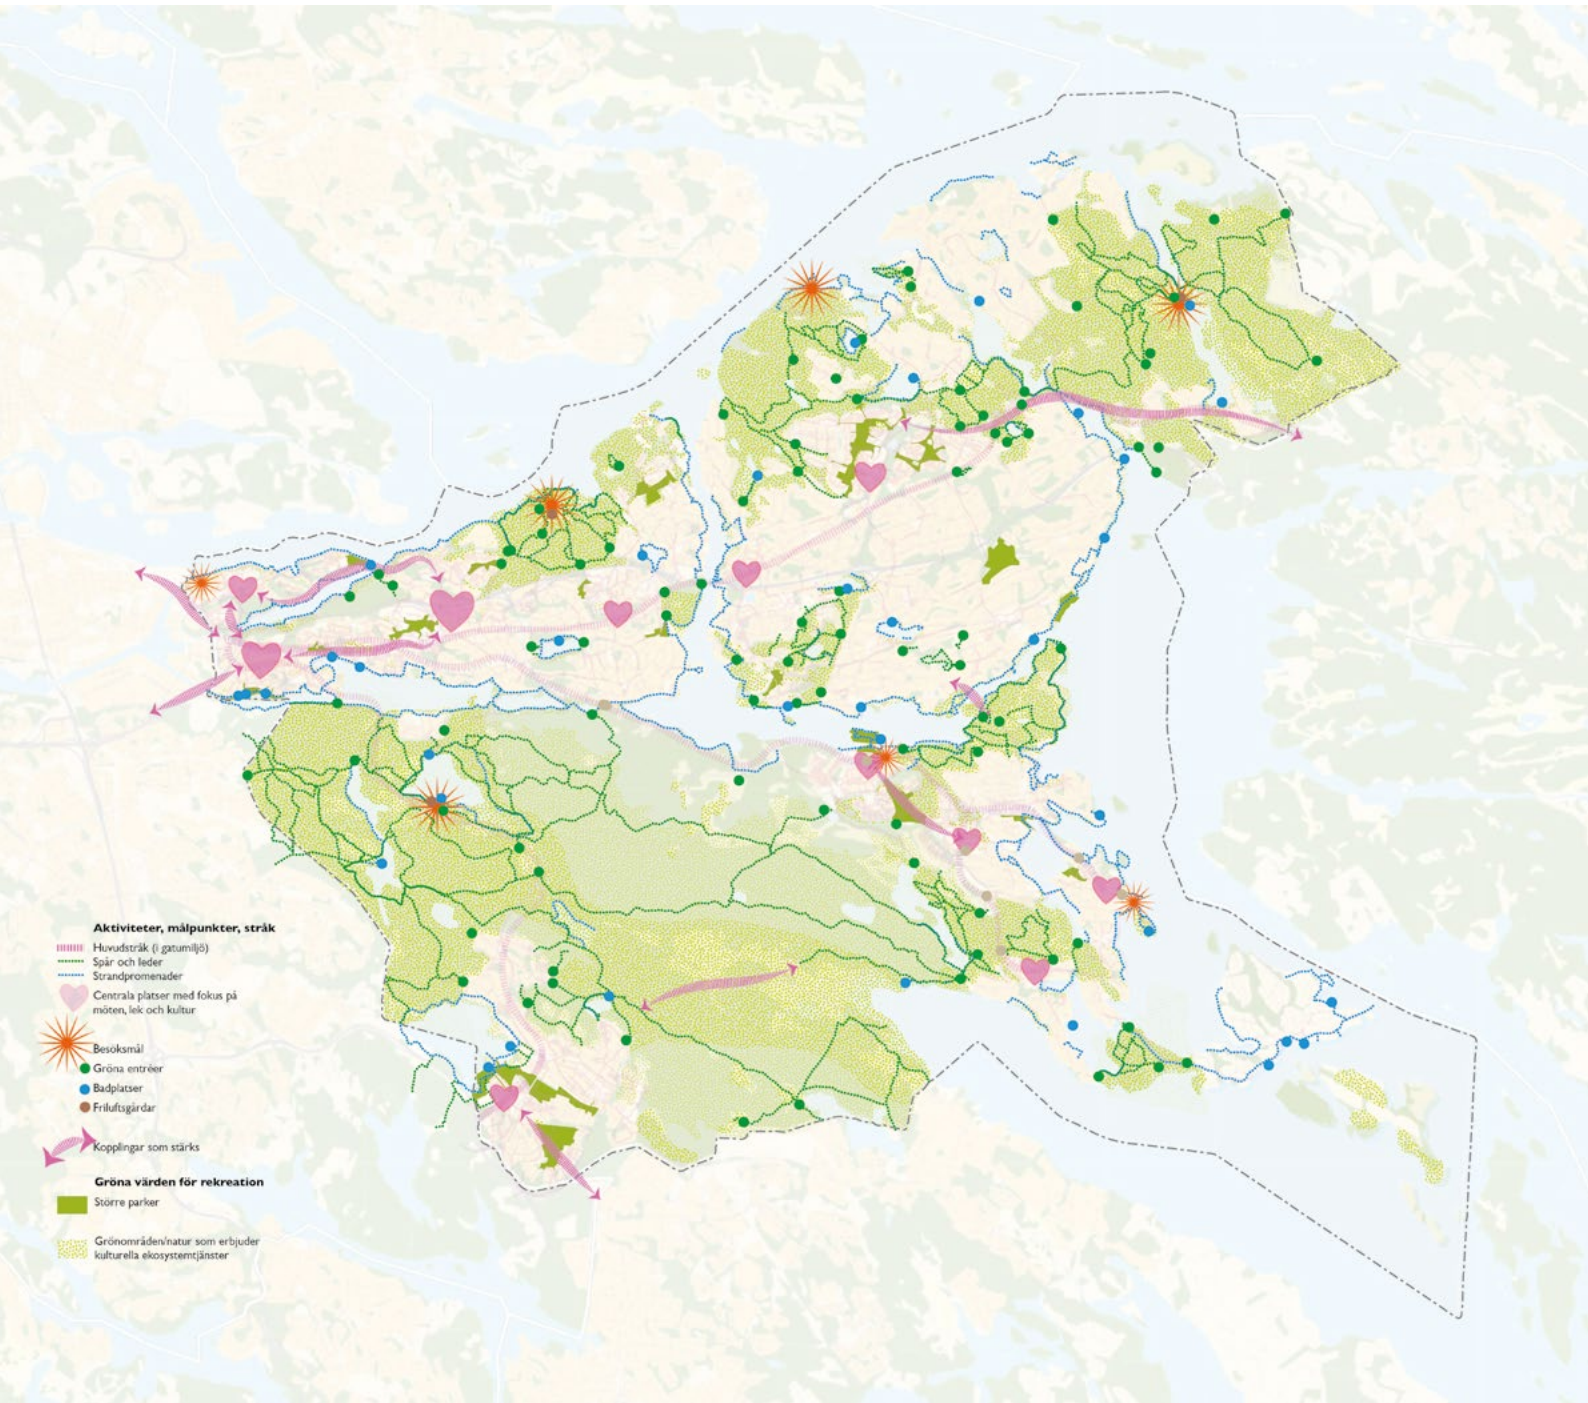 Aktiviteter, målpunkter, stråk
Huvudstråk (i gatumiljö)
Spår och leder
Strandpromenader
Centrala platser med fokus på
möten, lek och kultur
Besöksmål
Gröna entréer
Badplatser
Friluftsgårdar
Kopplingar som stärks
Gröna värden för rekreation
Större parker
Grönområden/natur som erbjuder
kulturella ekosystemtjänster